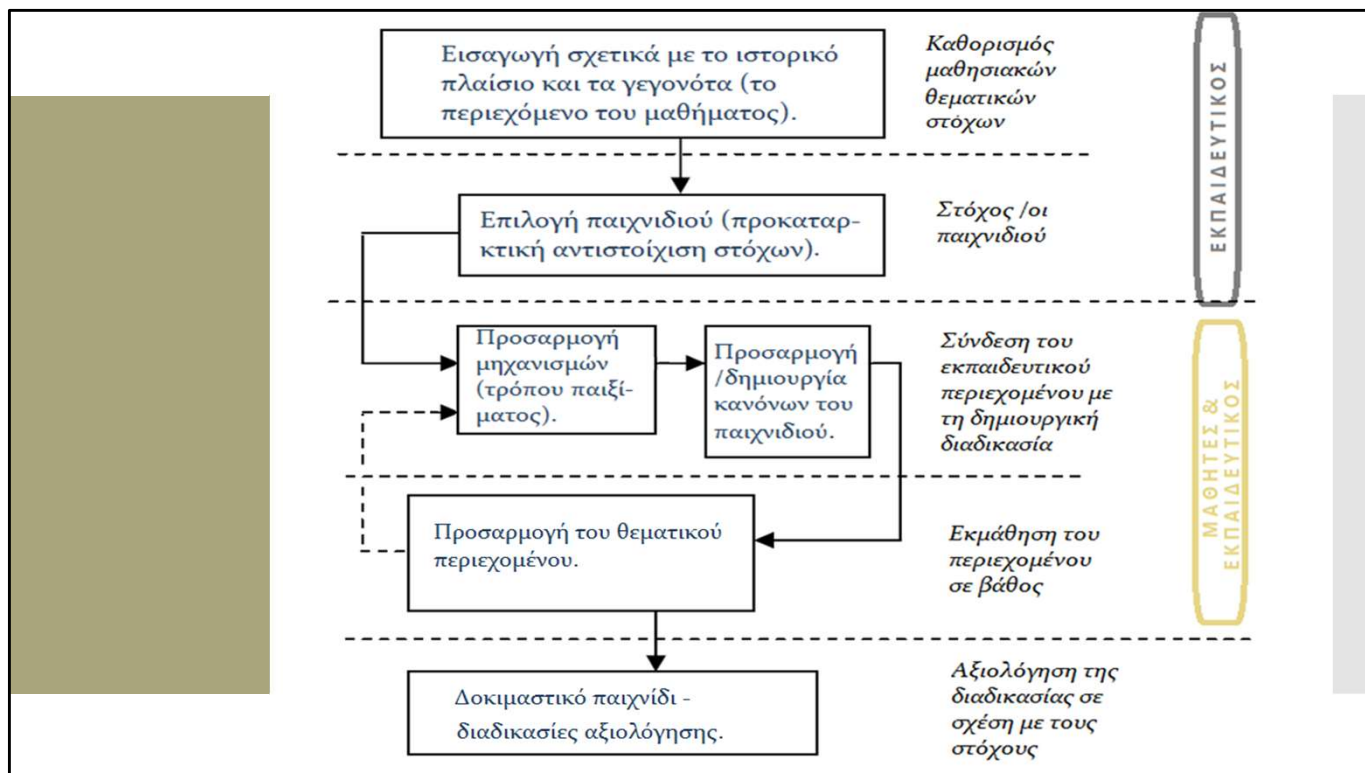 Εισαγωγή σχετικά με το ιστορικό
πλαίσιο και τα γεγονότα (το
περιεχόμενο του μαθήματος).
Καθορισμός
μαθησιακών
θεματικών
στόχων
ΕΚΠΑΙΔΕΥΤΙΚΟΣ
Επιλογή παιχνιδιού (προκαταρ-
κτική αντιστοίχιση στόχων).
Στόχος /οι
παιχνιδιού
Προσαρμογή
μηχανισμών
(τρόπου παιξί-
ματος).
Προσαρμογή
/δημιουργία
κανόνων του
παιχνιδιού.
Σύνδεση του
εκπαιδευτικού
περιεχομένου με
τη δημιουργική
διαδικασία
ΜΑΘΗΤΕΣ &
ΕΚΠΑΙΔΕΥΤΙΚΟΣ
Προσαρμογή του θεματικού
περιεχομένου.
Εκμάθηση του
περιεχομένου
σε βάθος
Δοκιμαστικό παιχνίδι -
διαδικασίες αξιολόγησης.
Αξιολόγηση της
διαδικασίας σε
σχέση με τους
στόχους